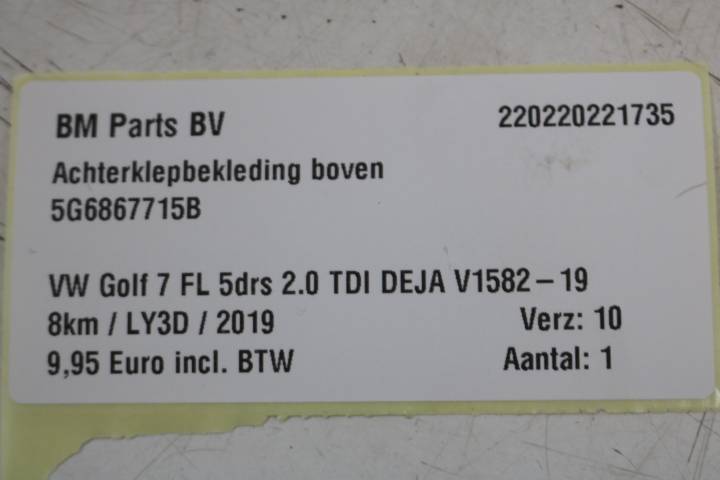 BM Parts BV 220220221735
Achterklepbekleding boven
5G6867715B
VW Golf 7 FL 5drs 2.0 TDI DEJA V1582 – 19
8km / LY3D / 2019 Verz: 10
9,95 Euro incl. BTW Aantal: 1